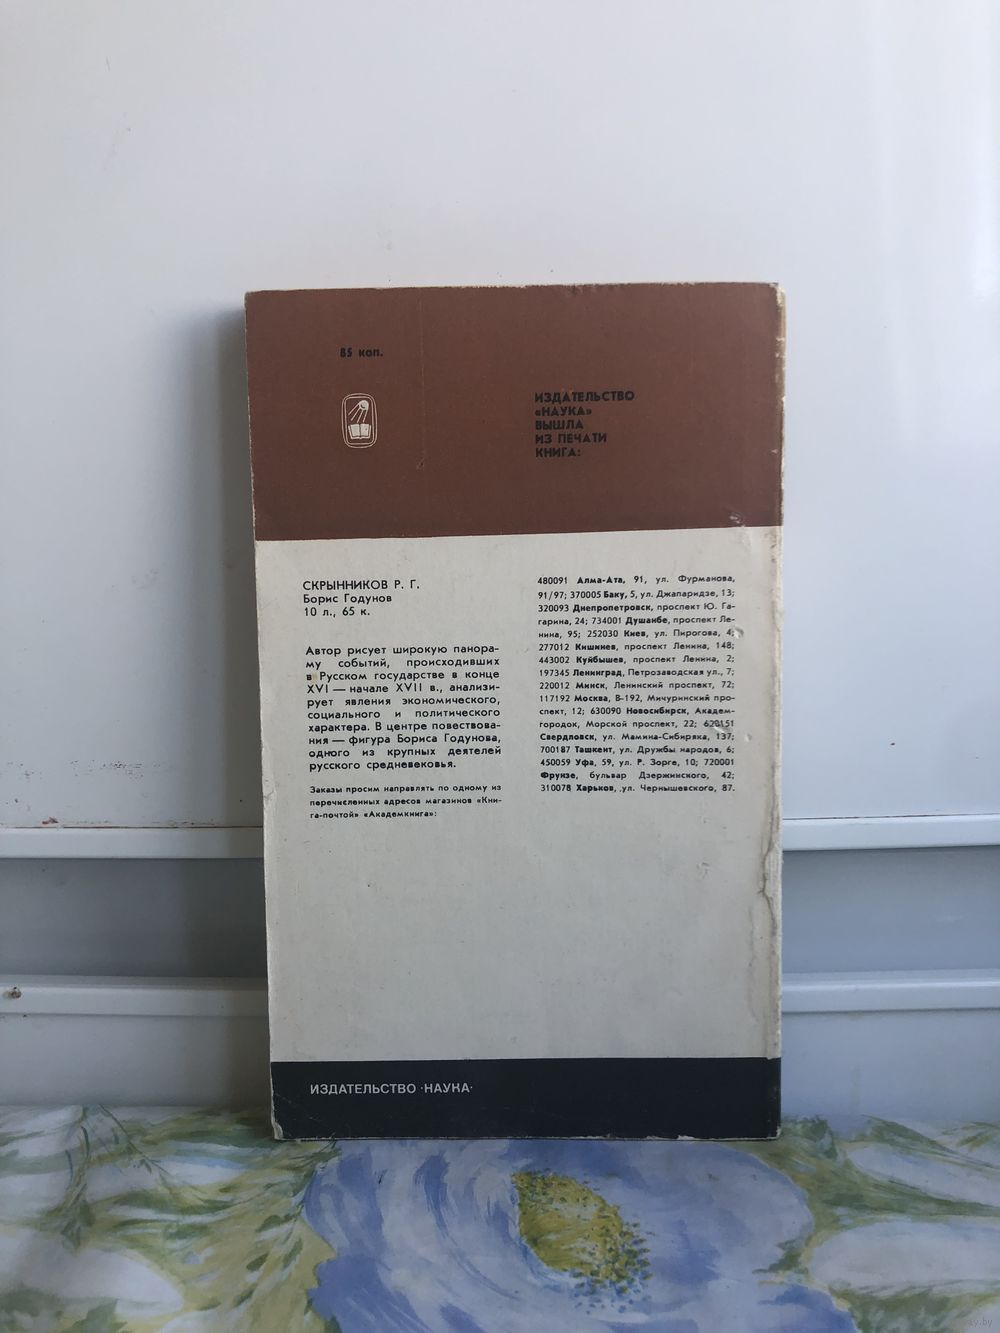 85 коп.
ИЗДАТЕЛЬСТВО
«НАУКА»
ВЫШЛА
ИЗ ПЕЧАТИ
КНИГА:
СКРЫННИКОВ Р. Г.
Борис Годунов
10 л., 65 к.
Автор рисует широкую панора-
му событий, происходивших
в Русском государстве в конце
XVI — начале XVII в., анализи-
рует явления экономического,
социального и политического
характера. В центре повествова-
ния — фигура Бориса Годунова,
одного из крупных деятелей
русского средневековья.
Заказы просим направлять по одному из
перечисленных адресов магазинов «Кни-
га-почтой» «Академкнига»:
480091 Алма-Ата, 91, ул. Фурманова,
91/97; 370005 Баку, 5, ул. Джапаридзе, 13;
320093 Днепропетровск, проспект Ю. Га-
гарина, 24; 734001 Душанбе, проспект Ле-
нина, 95; 252030 Киев, ул. Пирогова, 4;
277012 Кишинев, проспект Ленина, 148;
443002 Куйбышев, проспект Ленина, 2;
197345 Ленинград, Петрозаводская ул., 7;
220012 Минск, Ленинский проспект, 72;
117192 Москва, В-192, Мичуринский про-
спект, 12; 630090 Новосибирск, Академ-
городок, Морской проспект, 22; 620151
Свердловск, ул. Мамина-Сибиряка, 137;
700187 Ташкент, ул. Дружбы народов, 6;
450059 Уфа, 59, ул. Р. Зорге, 10; 720001
Фрунзе, бульвар Дзержинского, 42;
310078 Харьков, ул. Чернышевского, 87.
ИЗДАТЕЛЬСТВО ·НАУКА·
ay.by